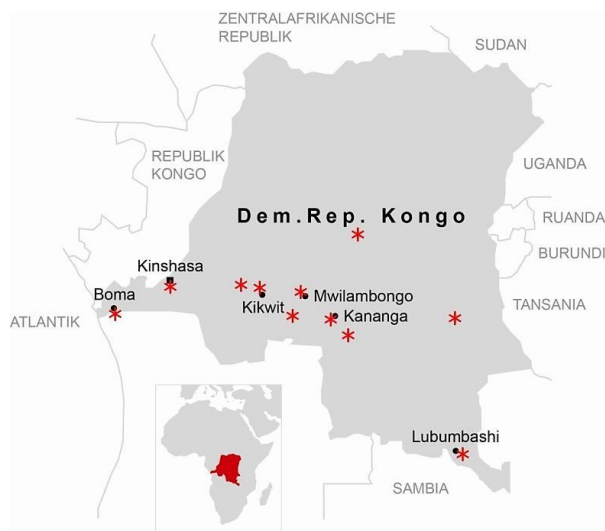 ZENTRALAFRIKANISCHE
REPUBLIK
SUDAN
REPUBLIK
KONGO
UGANDA
Dem.Rep. Kongo
RUANDA
BURUNDI
Kinshasa
Boma
Kikwit
Mwilambongo
TANSANIA
ATLANTIK
Kananga
Lubumbashi
SAMBIA